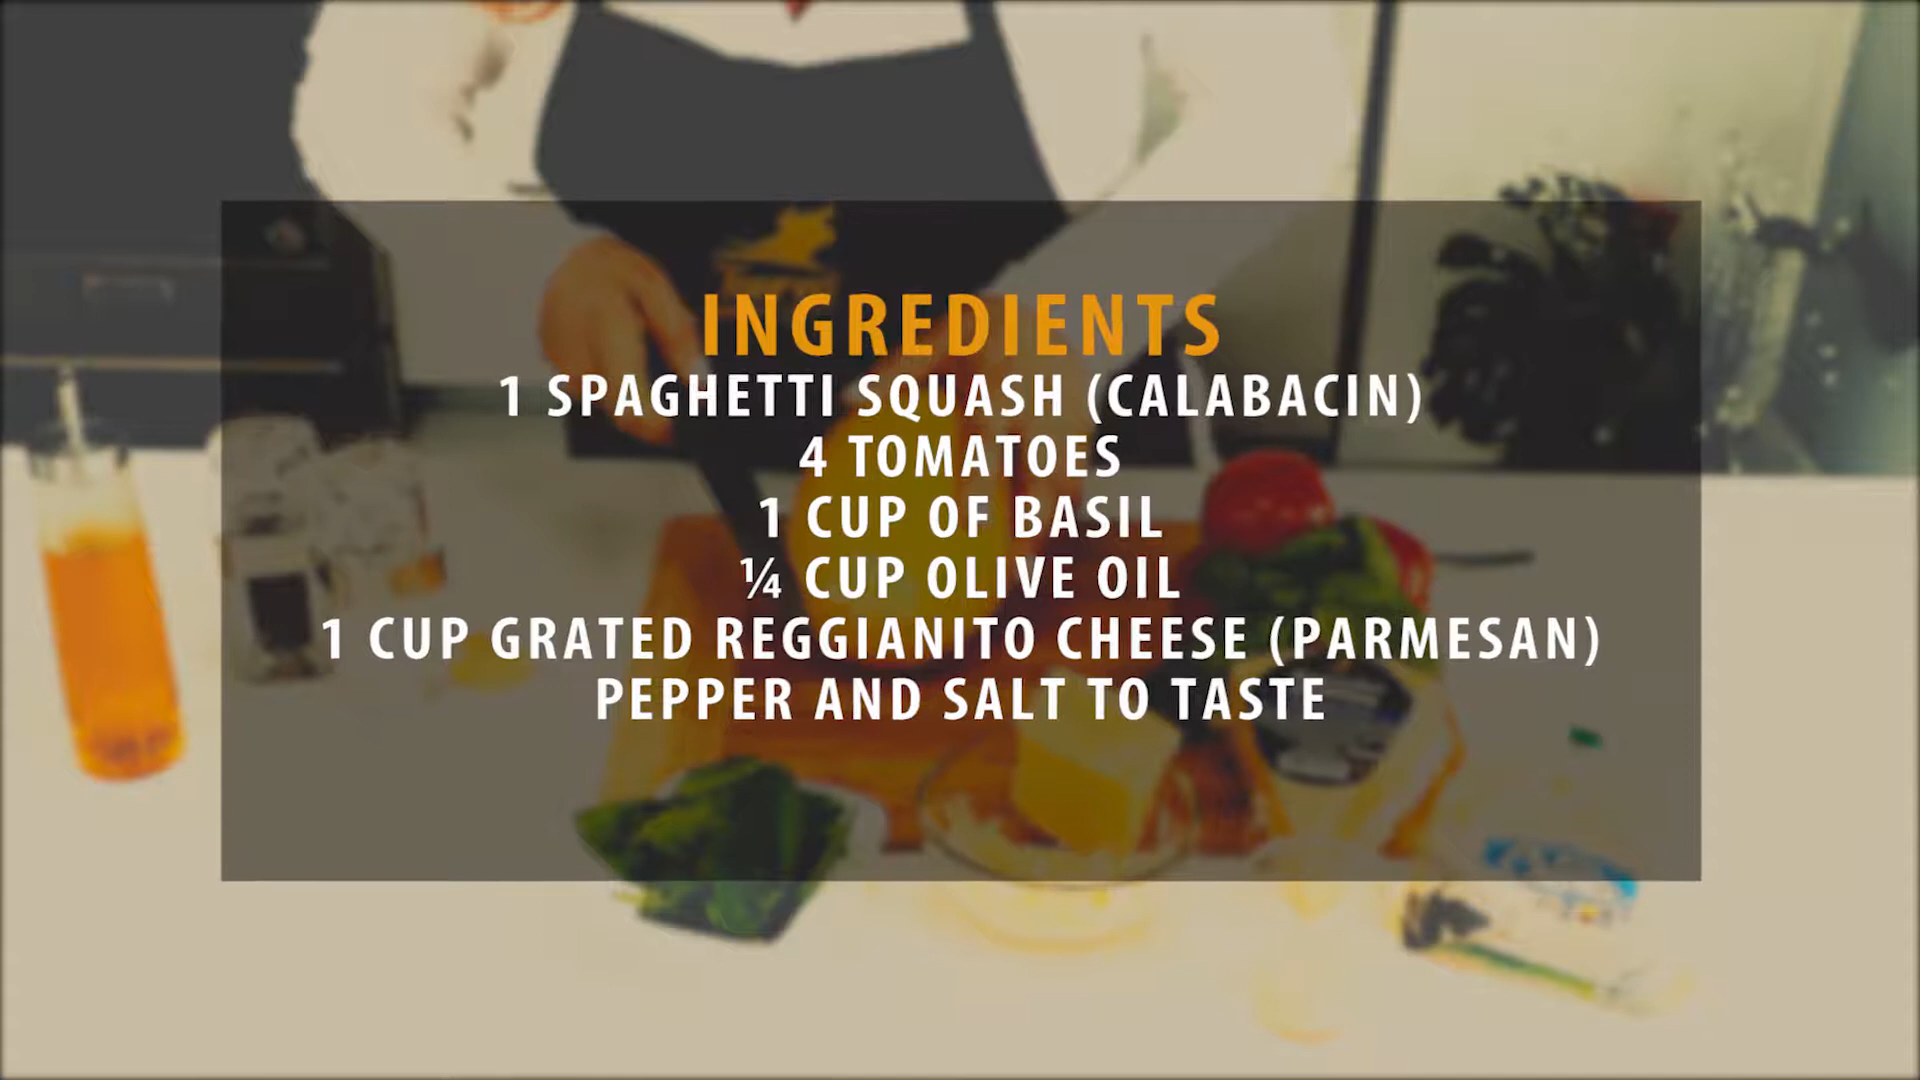 INGREDIENTS
1 SPAGHETTI SQUASH (CALABACIN)
4 TOMATOES
1 CUP OF BASIL
¼ CUP OLIVE OIL
1 CUP GRATED REGGIANITO CHEESE (PARMESAN)
PEPPER AND SALT TO TASTE